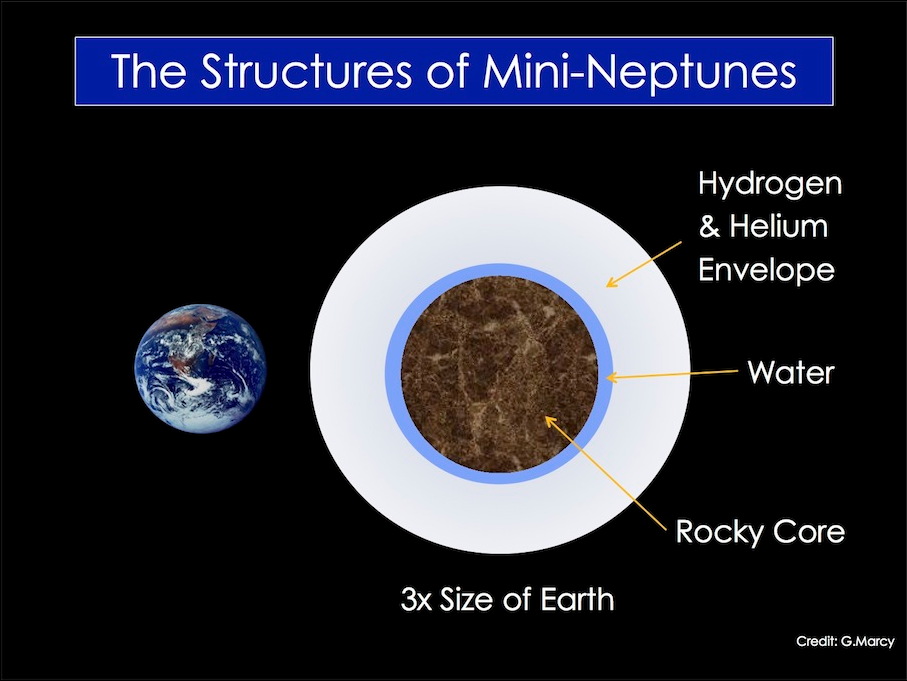 The Structures of Mini-Neptunes
Hydrogen
& Helium
Envelope
Water
Rocky Core
3x Size of Earth
Credit: G.Marcy